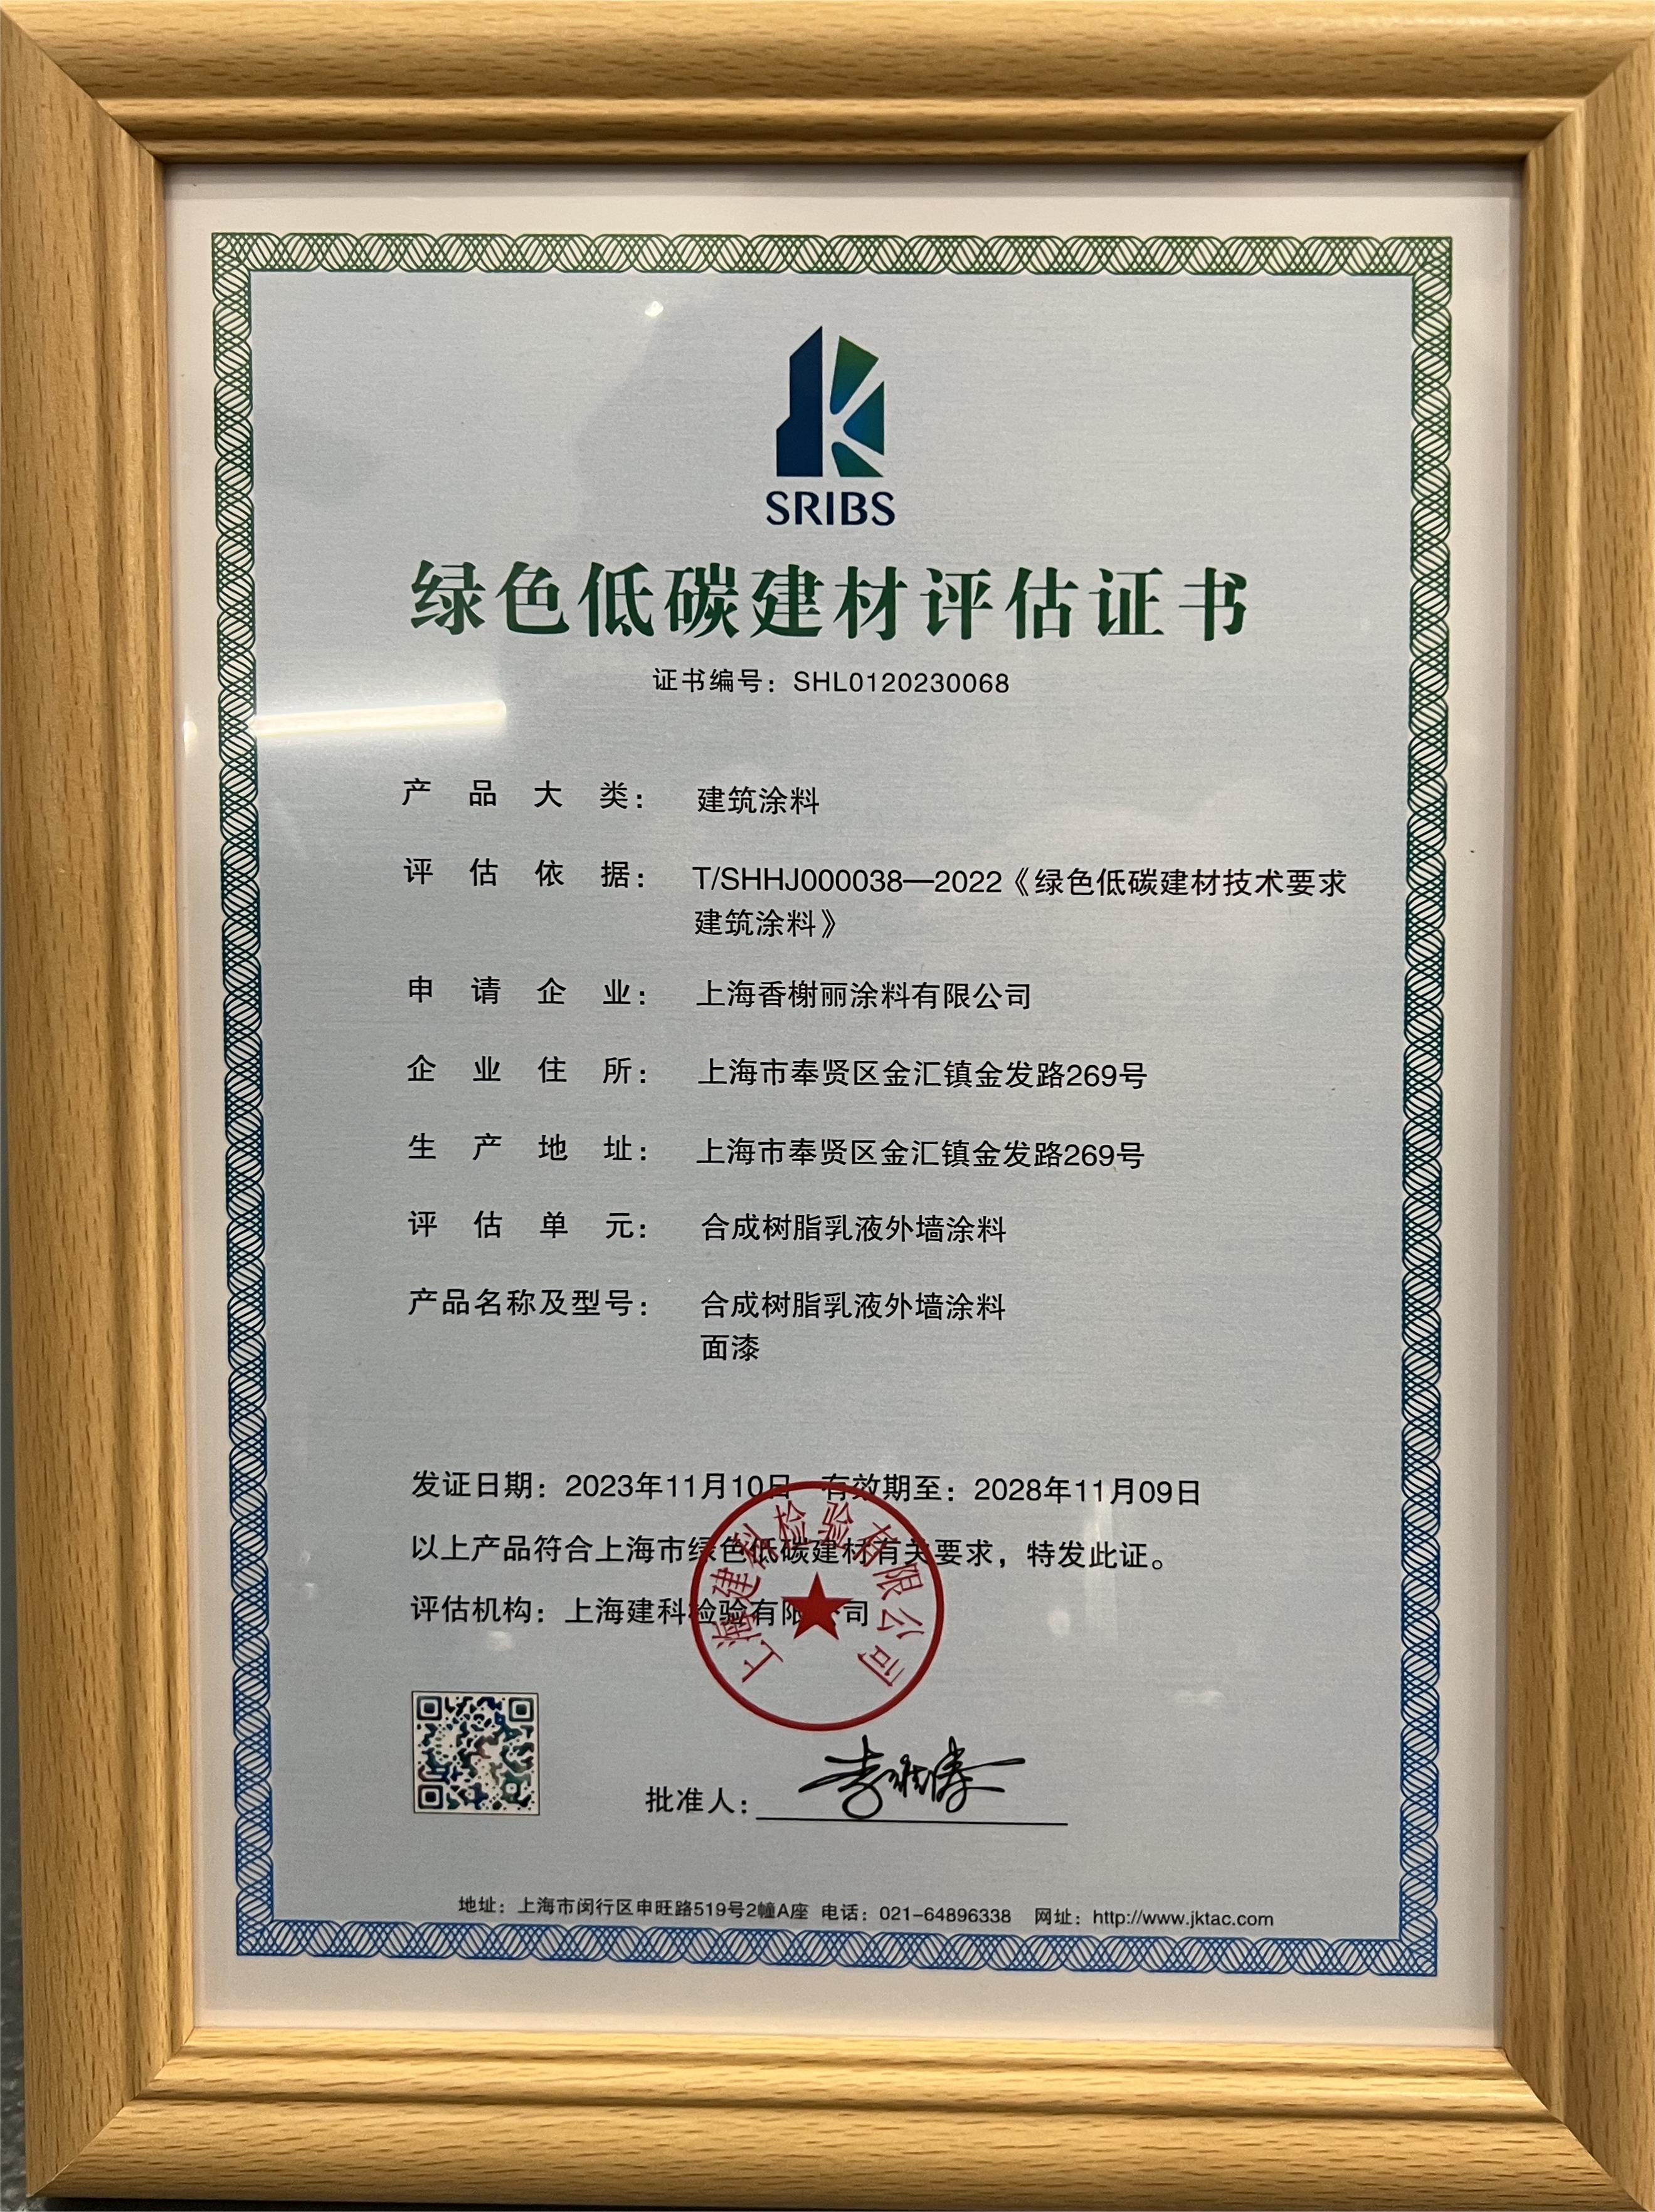 SRIBS
绿色低碳建材评估证书
证书编号：SHL0120230068
产品大类：建筑涂料
评估依据：T/SHHJ000038—2022《绿色低碳建材技术要求
建筑涂料》
申请企业：上海香榭丽涂料有限公司
企业住所：上海市奉贤区金汇镇金发路269号
生产地址：上海市奉贤区金汇镇金发路269号
评估单元：合成树脂乳液外墙涂料
产品名称及型号：合成树脂乳液外墙涂料
面漆
发证日期：2023年11月10日 有效期至：2028年11月09日
以上产品符合上海市绿色低碳建材有关要求，特发此证。
评估机构：上海建科检验有限公司
上海建科检验有限公司
批准人：
地址：上海市闵行区申旺路519号2幢A座 电话：021-64896338 网址：http://www.jktac.com